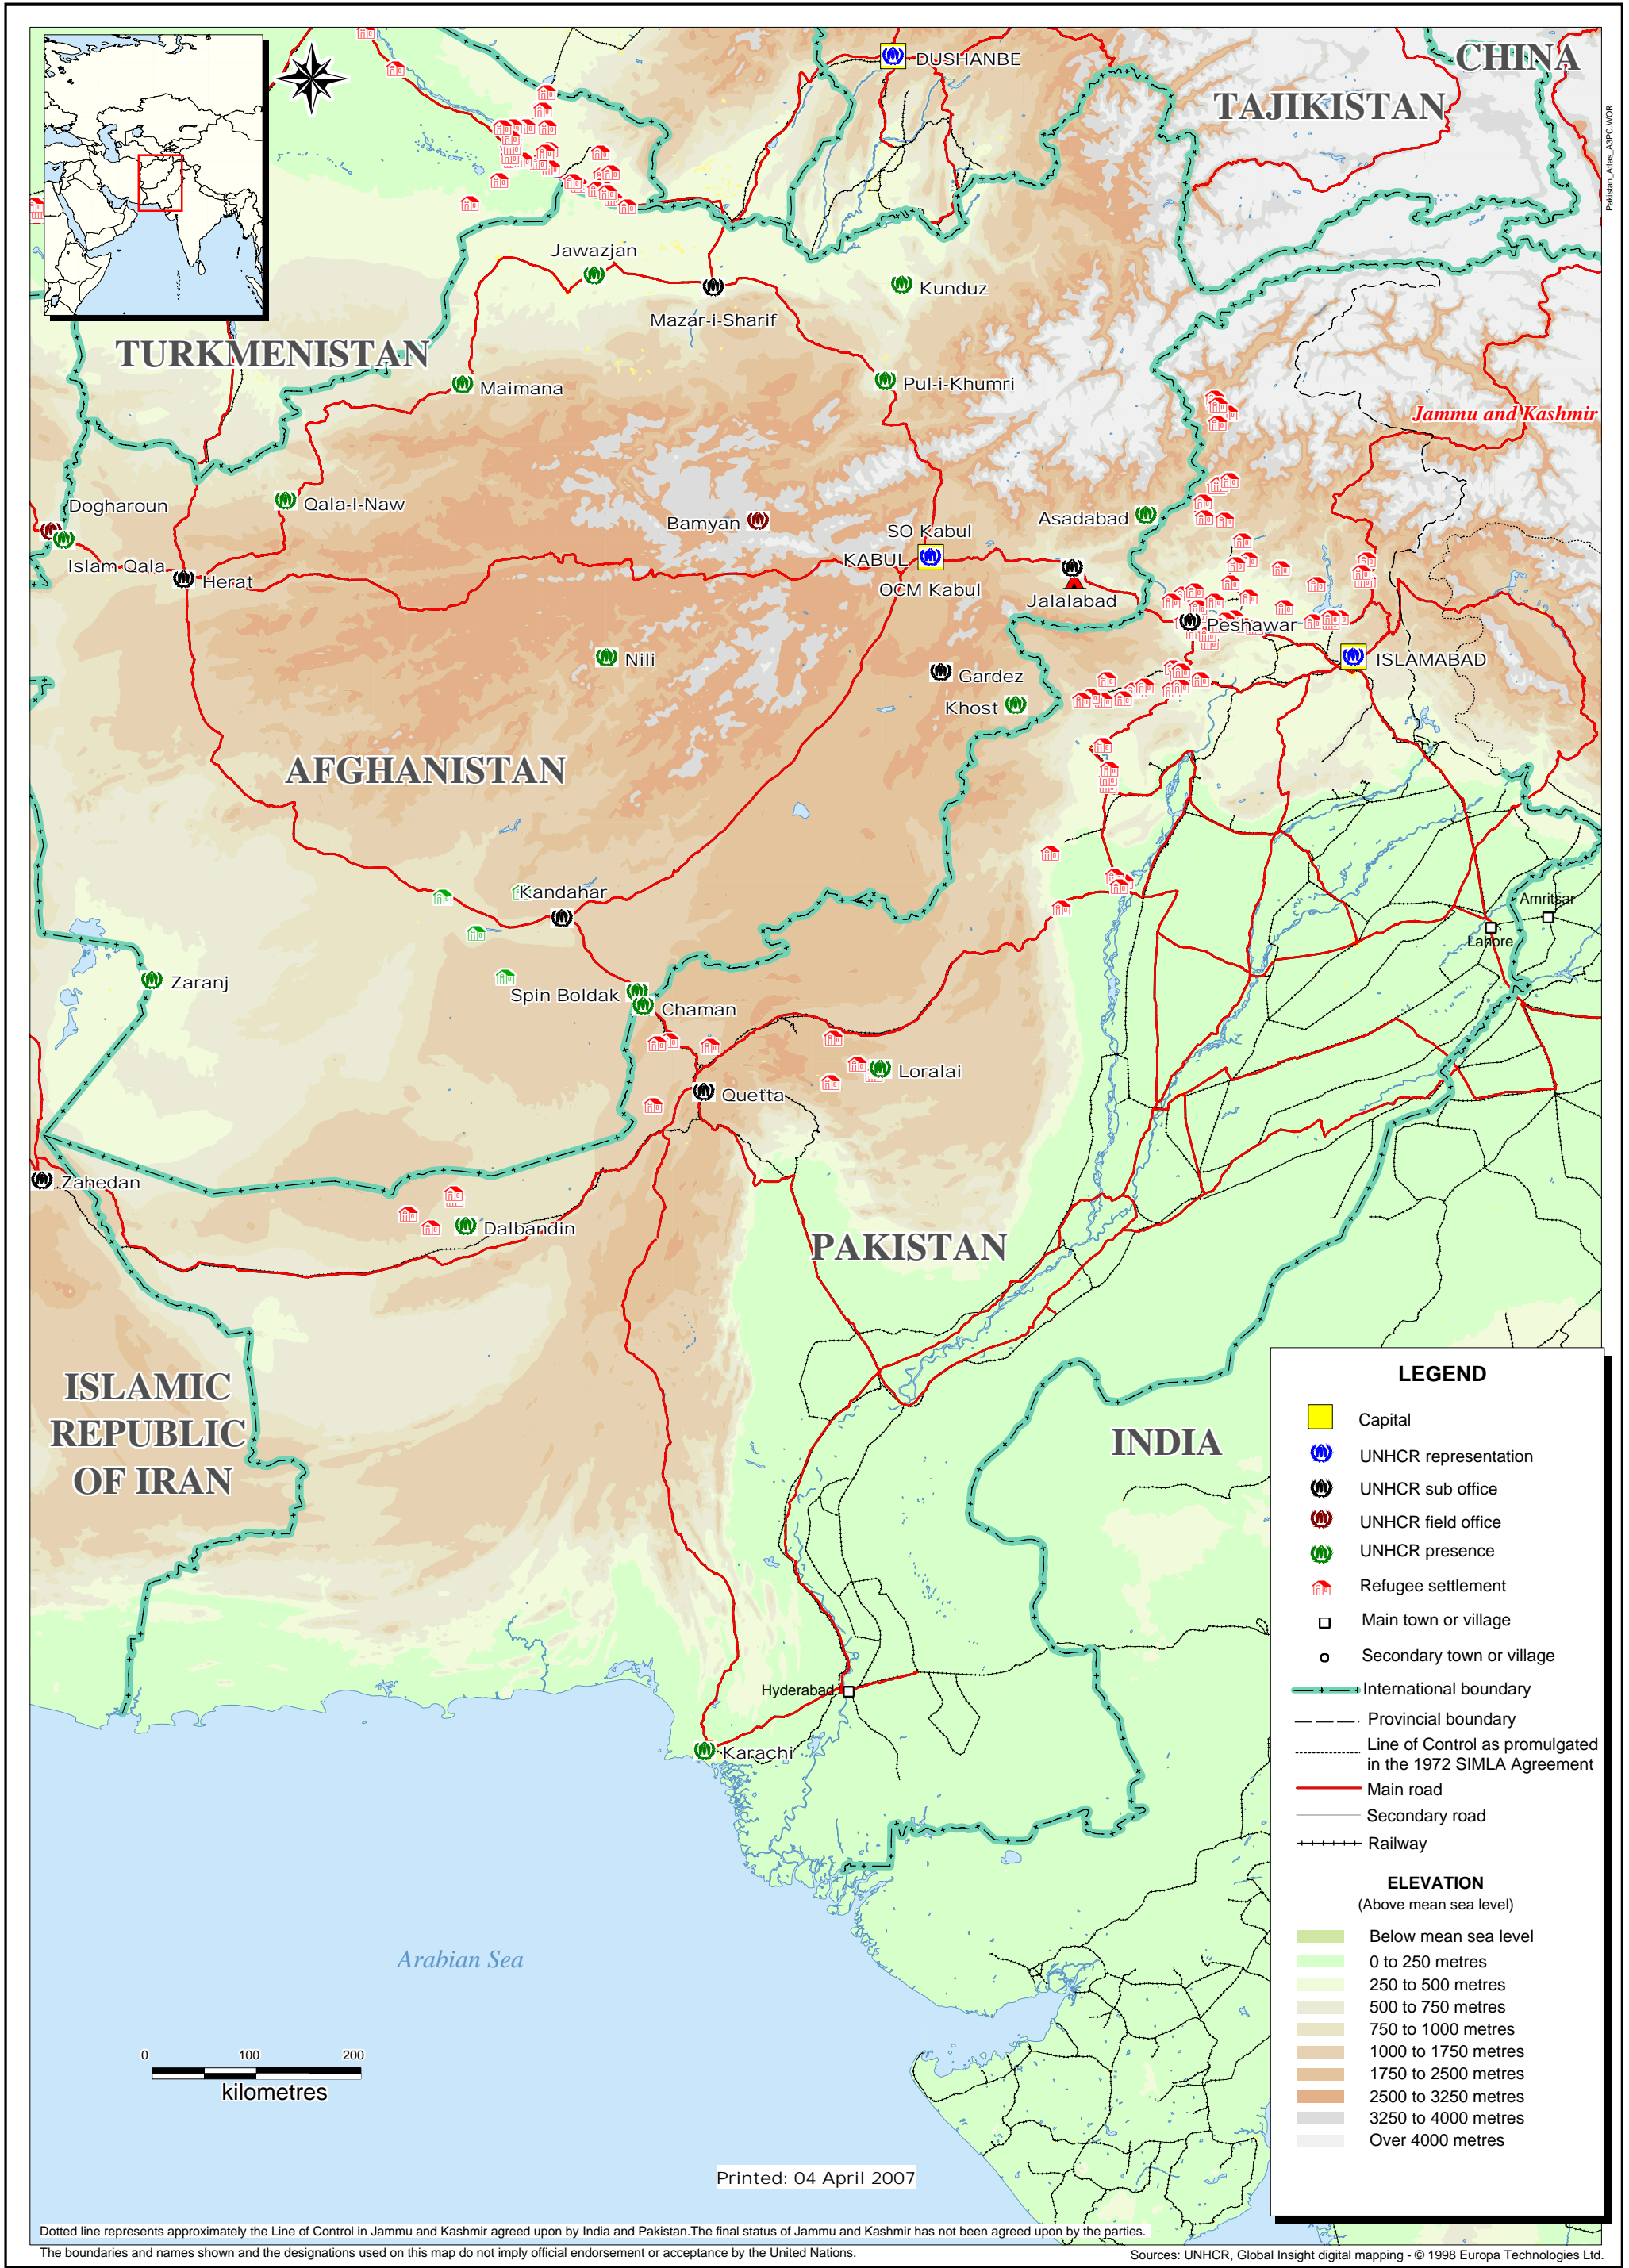 CHINA
DUSHANBE
TAJIKISTAN
Pakistan_Atlas_A3PC.WOR
Jawazjan
Kunduz
Mazar-i-Sharif
TURKMENISTAN
Maimana
Pul-i-Khumri
Jammu and Kashmir
Dogharoun
Qala-I-Naw
Bamyan
Asadabad
SO Kabul
KABUL
Islam Qala
Herat
OCM Kabul
Jalalabad
Peshawar
Nili
ISLAMABAD
Gardez
Khost
AFGHANISTAN
Kandahar
Amritsar
Lahore
Zaranj
Spin Boldak
Chaman
Loralai
Quetta
Zahedan
Dalbandin
PAKISTAN
ISLAMIC
REPUBLIC
OF IRAN
INDIA
Hyderabad
Karachi
Arabian Sea
0 100 200
kilometres
Printed: 04 April 2007
LEGEND
Capital
UNHCR representation
UNHCR sub office
UNHCR field office
UNHCR presence
Refugee settlement
Main town or village
Secondary town or village
International boundary
Provincial boundary
Line of Control as promulgated
in the 1972 SIMLA Agreement
Main road
Secondary road
Railway
ELEVATION
(Above mean sea level)
Below mean sea level
0 to 250 metres
250 to 500 metres
500 to 750 metres
750 to 1000 metres
1000 to 1750 metres
1750 to 2500 metres
2500 to 3250 metres
3250 to 4000 metres
Over 4000 metres
Dotted line represents approximately the Line of Control in Jammu and Kashmir agreed upon by India and Pakistan.The final status of Jammu and Kashmir has not been agreed upon by the parties.
The boundaries and names shown and the designations used on this map do not imply official endorsement or acceptance by the United Nations.
Sources: UNHCR, Global Insight digital mapping - © 1998 Europa Technologies Ltd.